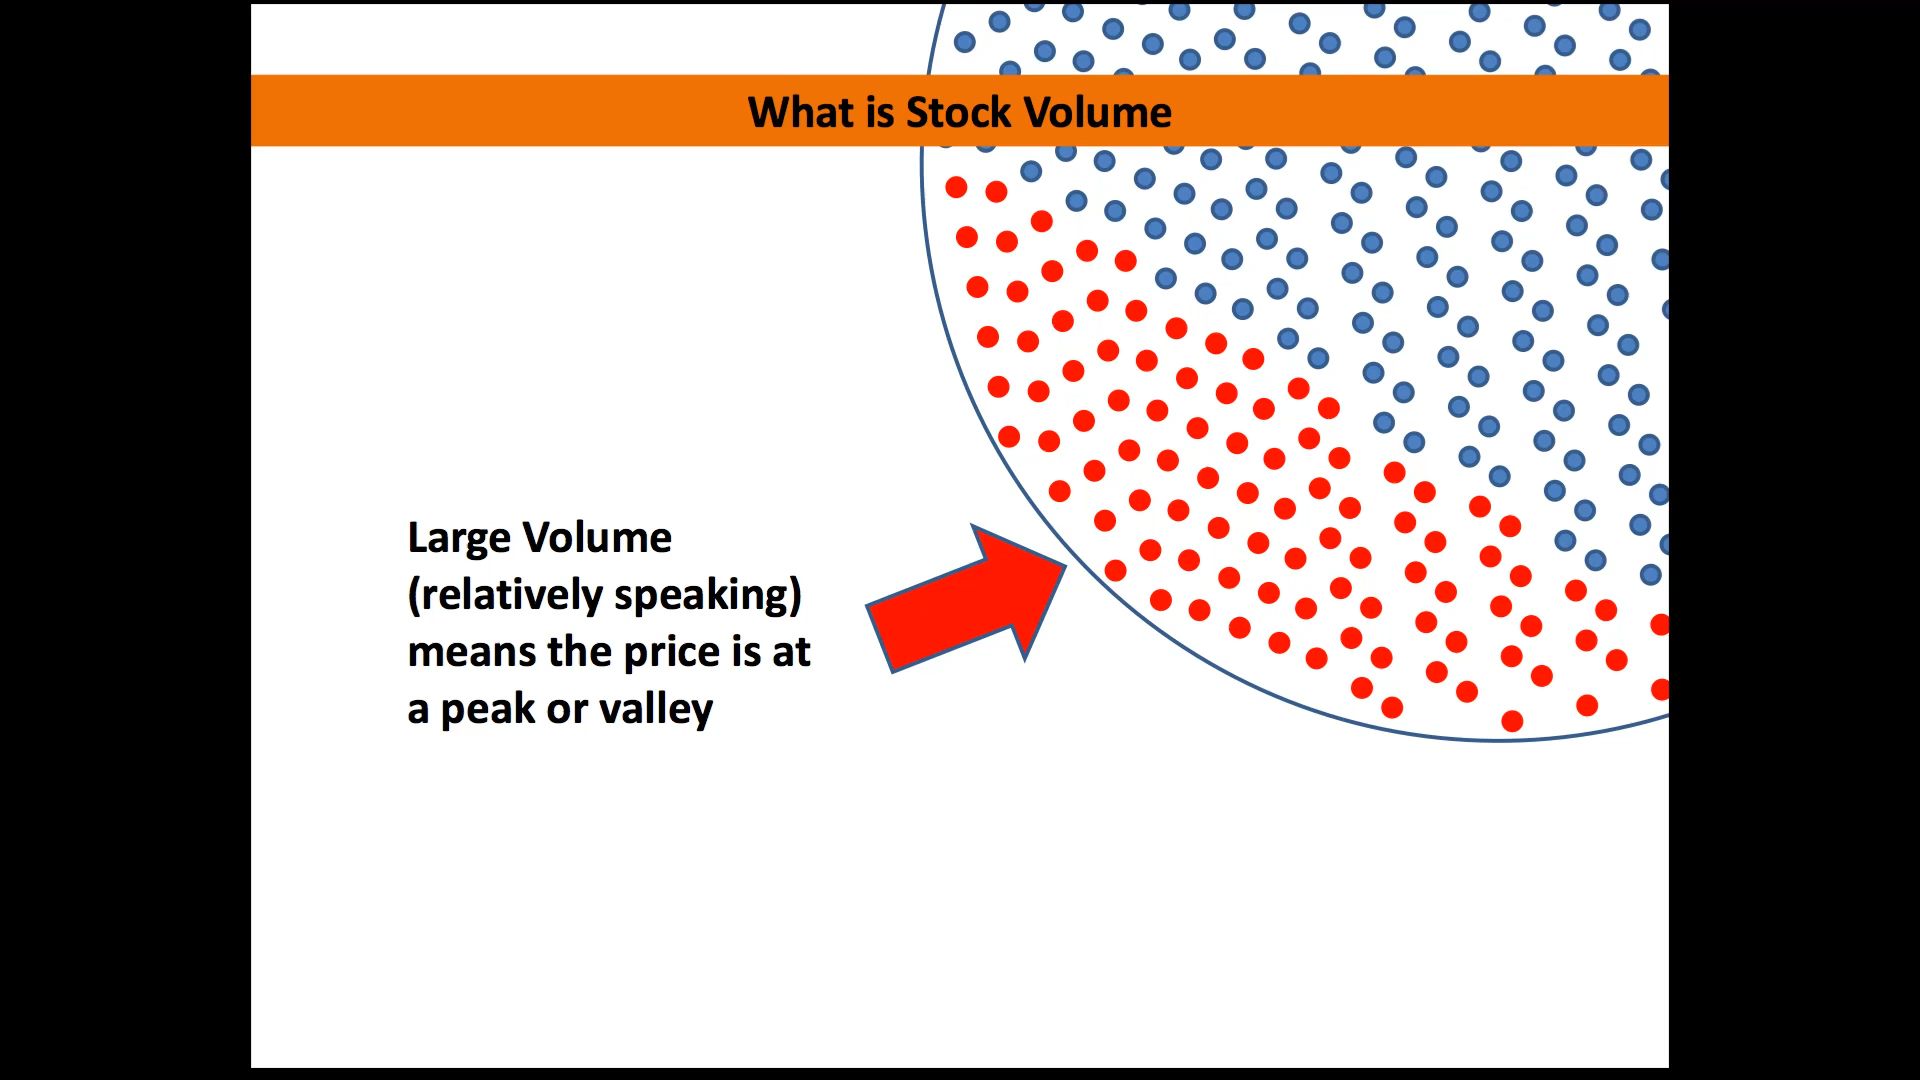 What is Stock Volume
Large Volume
(relatively speaking)
means the price is at
a peak or valley